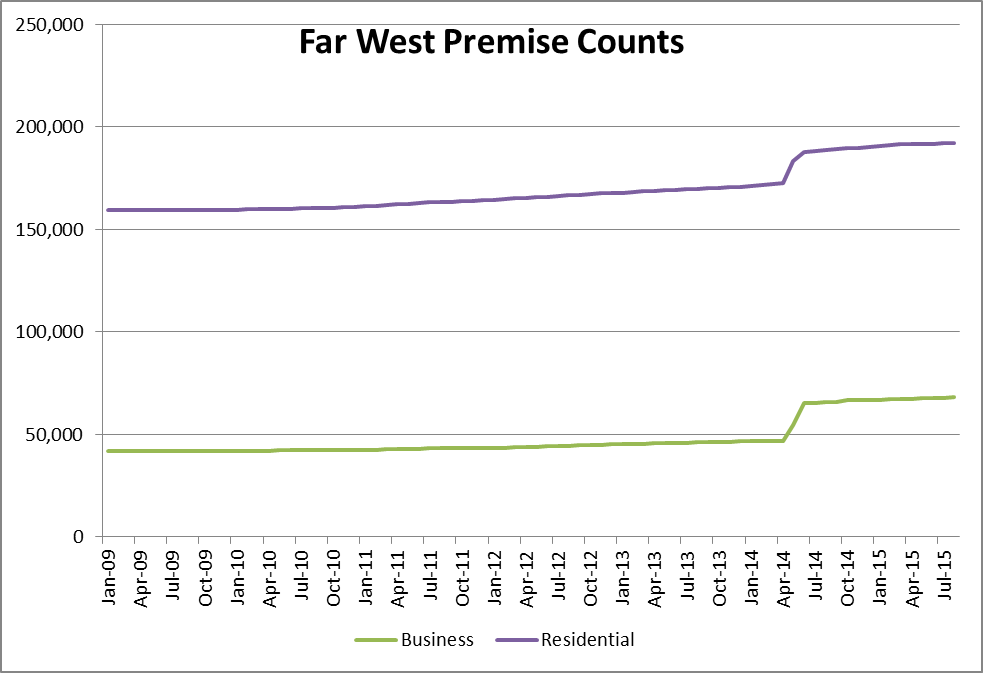 Far West Premise Counts
250,000
200,000
150,000
100,000
50,000
0
Jan-09
Apr-09
Jul-09
Oct-09
Jan-10
Apr-10
Jul-10
Oct-10
Jan-11
Apr-11
Jul-11
Oct-11
Jan-12
Apr-12
Jul-12
Oct-12
Jan-13
Apr-13
Jul-13
Oct-13
Jan-14
Apr-14
Jul-14
Oct-14
Jan-15
Apr-15
Jul-15
Business Residential